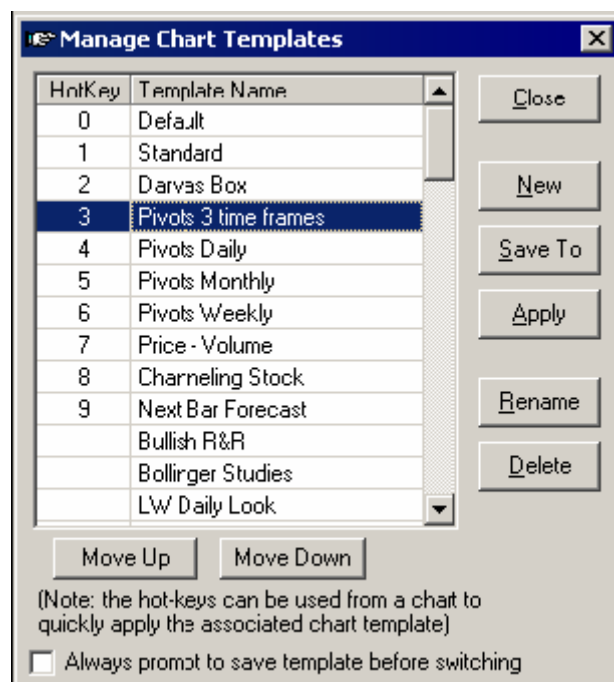 Manage Chart Templates
HotKey Template Name
0 Default
1 Standard
2 Darvas Box
3 Pivots 3 time frames
4 Pivots Daily
5 Pivots Monthly
6 Pivots Weekly
7 Price - Volume
8 Channeling Stock
9 Next Bar Forecast
Bullish R&R
Bollinger Studies
LW Daily Look
Close
New
Save To
Apply
Rename
Delete
Move Up Move Down
(Note: the hot-keys can be used from a chart to
quickly apply the associated chart template)
Always prompt to save template before switching